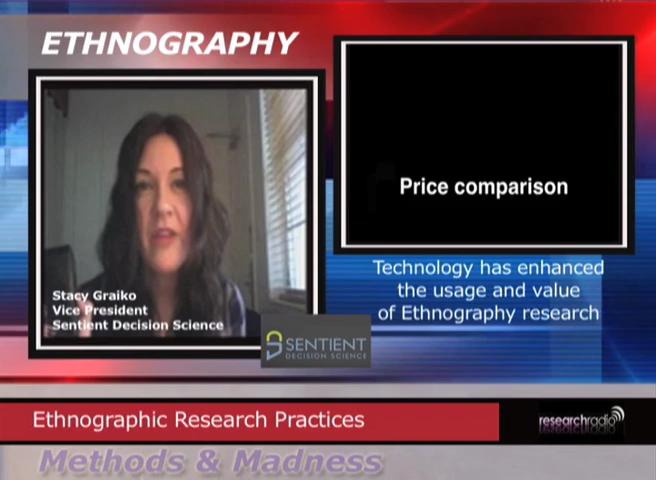 ETHNOGRAPHY
Stacy Graiko
Vice President
Sentient Decision Science
SENTIENT
DECISION SCIENCE
Price comparison
Technology has enhanced
the usage and value
of Ethnography research
Ethnographic Research Practices
researchradio
Methods & Madness